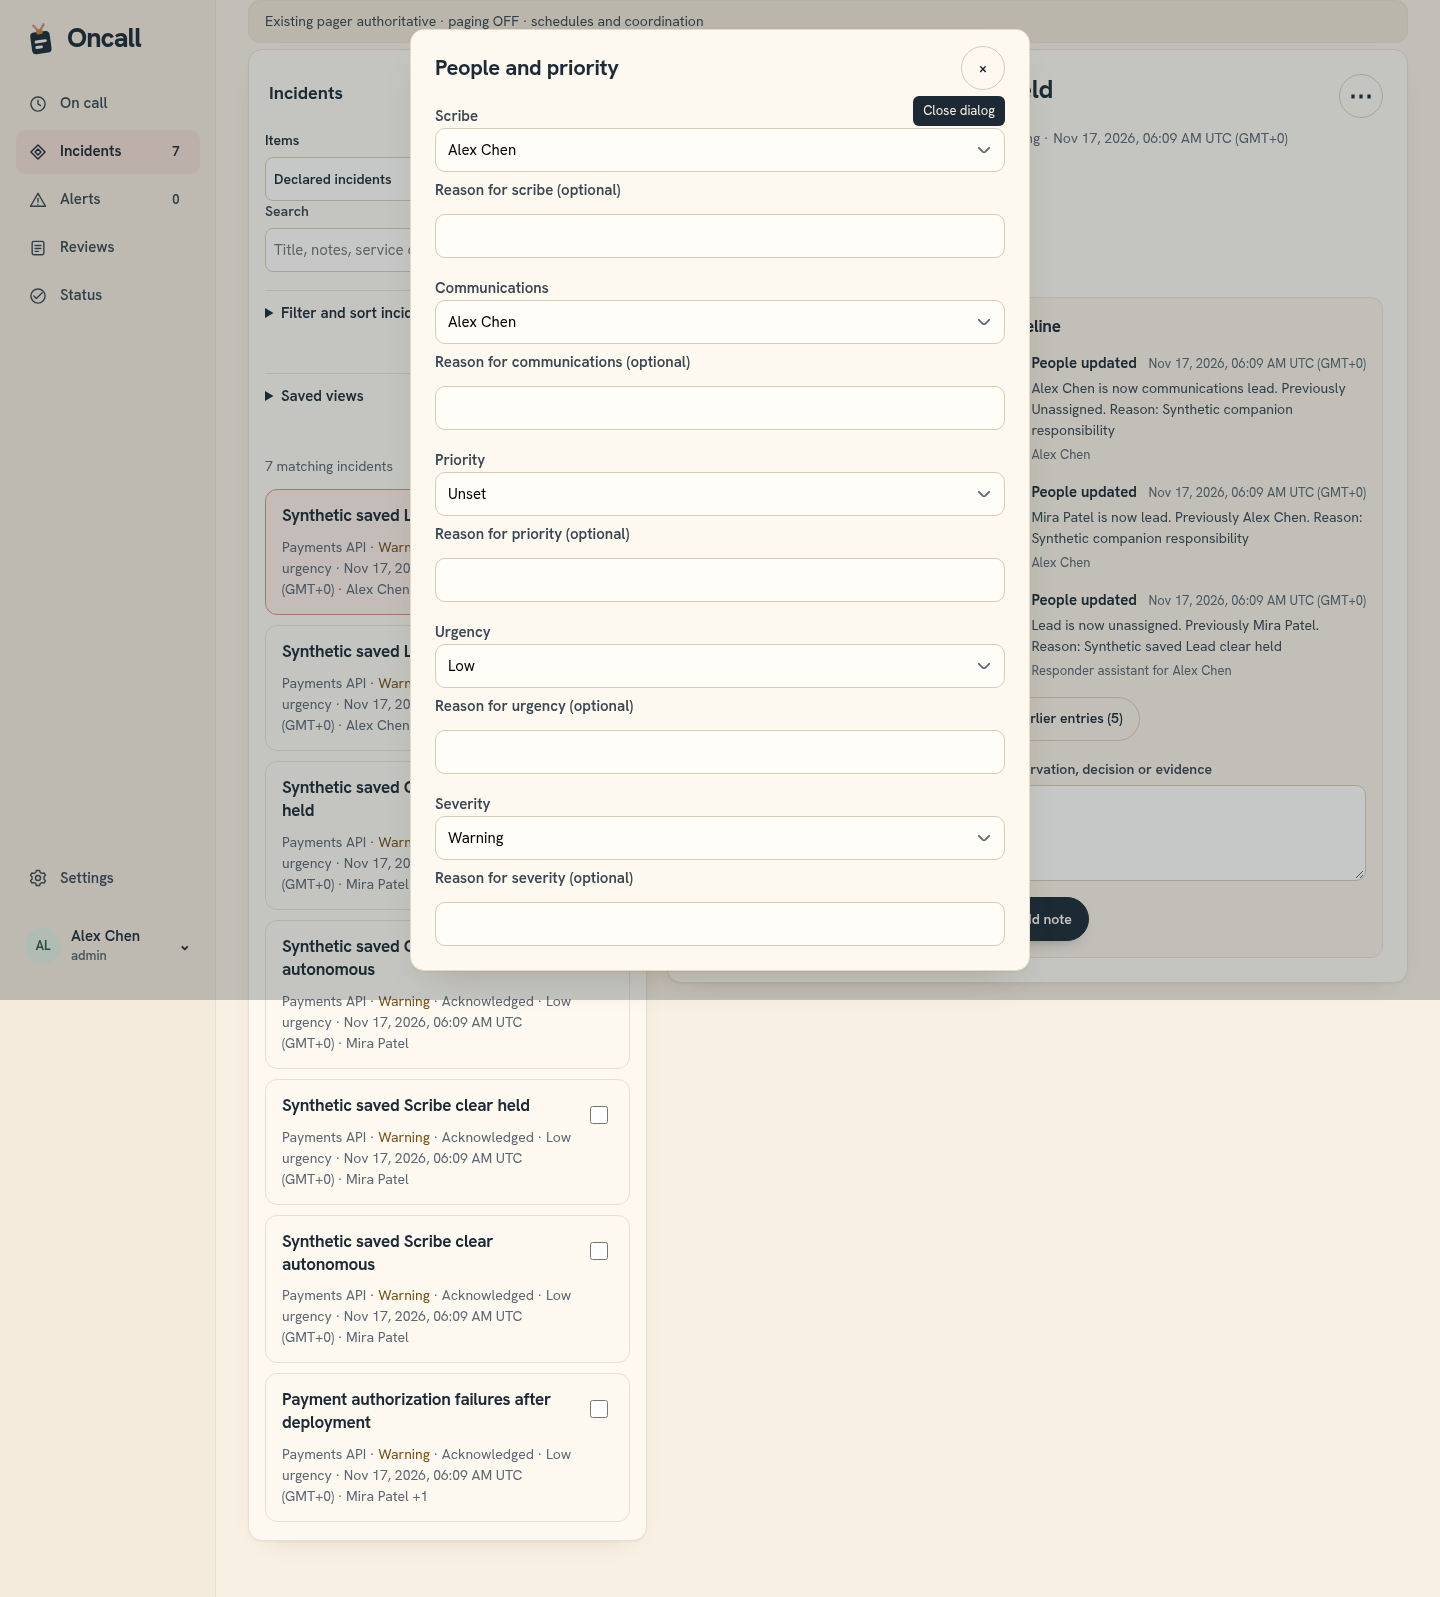 Existing pager authoritative · paging OFF · schedules and coordination
Oncall
On call
Incidents 7
Alerts 0
Reviews
Status
Settings
AL
Alex Chen
admin
Incidents
Items
Declared incidents
Search
Title, notes, service
Filter and sort
Saved views
7 matching incidents
Synthetic saved
Payments API ·
urgency · Nov 17,
(GMT+0) · Alex Chen
Synthetic saved
Payments API ·
urgency · Nov 17,
(GMT+0) · Alex Chen
Synthetic saved
held
Payments API ·
urgency · Nov 17,
(GMT+0) · Mira Patel
Synthetic saved
autonomous
Payments API · Warning · Acknowledged · Low
urgency · Nov 17, 2026, 06:09 AM UTC
(GMT+0) · Mira Patel
Synthetic saved Scribe clear held
Payments API · Warning · Acknowledged · Low
urgency · Nov 17, 2026, 06:09 AM UTC
(GMT+0) · Mira Patel
Synthetic saved Scribe clear
autonomous
Payments API · Warning · Acknowledged · Low
urgency · Nov 17, 2026, 06:09 AM UTC
(GMT+0) · Mira Patel
Payment authorization failures after
deployment
Payments API · Warning · Acknowledged · Low
urgency · Nov 17, 2026, 06:09 AM UTC
(GMT+0) · Mira Patel +1
People and priority
×
Close dialog
Scribe
Alex Chen
Reason for scribe (optional)
Communications
Alex Chen
Reason for communications (optional)
Priority
Unset
Reason for priority (optional)
Urgency
Low
Reason for urgency (optional)
Severity
Warning
Reason for severity (optional)
· Nov 17, 2026, 06:09 AM UTC (GMT+0)
People updated Nov 17, 2026, 06:09 AM UTC (GMT+0)
Alex Chen is now communications lead. Previously
Unassigned. Reason: Synthetic companion
responsibility
Alex Chen
People updated Nov 17, 2026, 06:09 AM UTC (GMT+0)
Mira Patel is now lead. Previously Alex Chen. Reason:
Synthetic companion responsibility
Alex Chen
People updated Nov 17, 2026, 06:09 AM UTC (GMT+0)
Lead is now unassigned. Previously Mira Patel.
Reason: Synthetic saved Lead clear held
Responder assistant for Alex Chen
entries (5)
decision or evidence
note